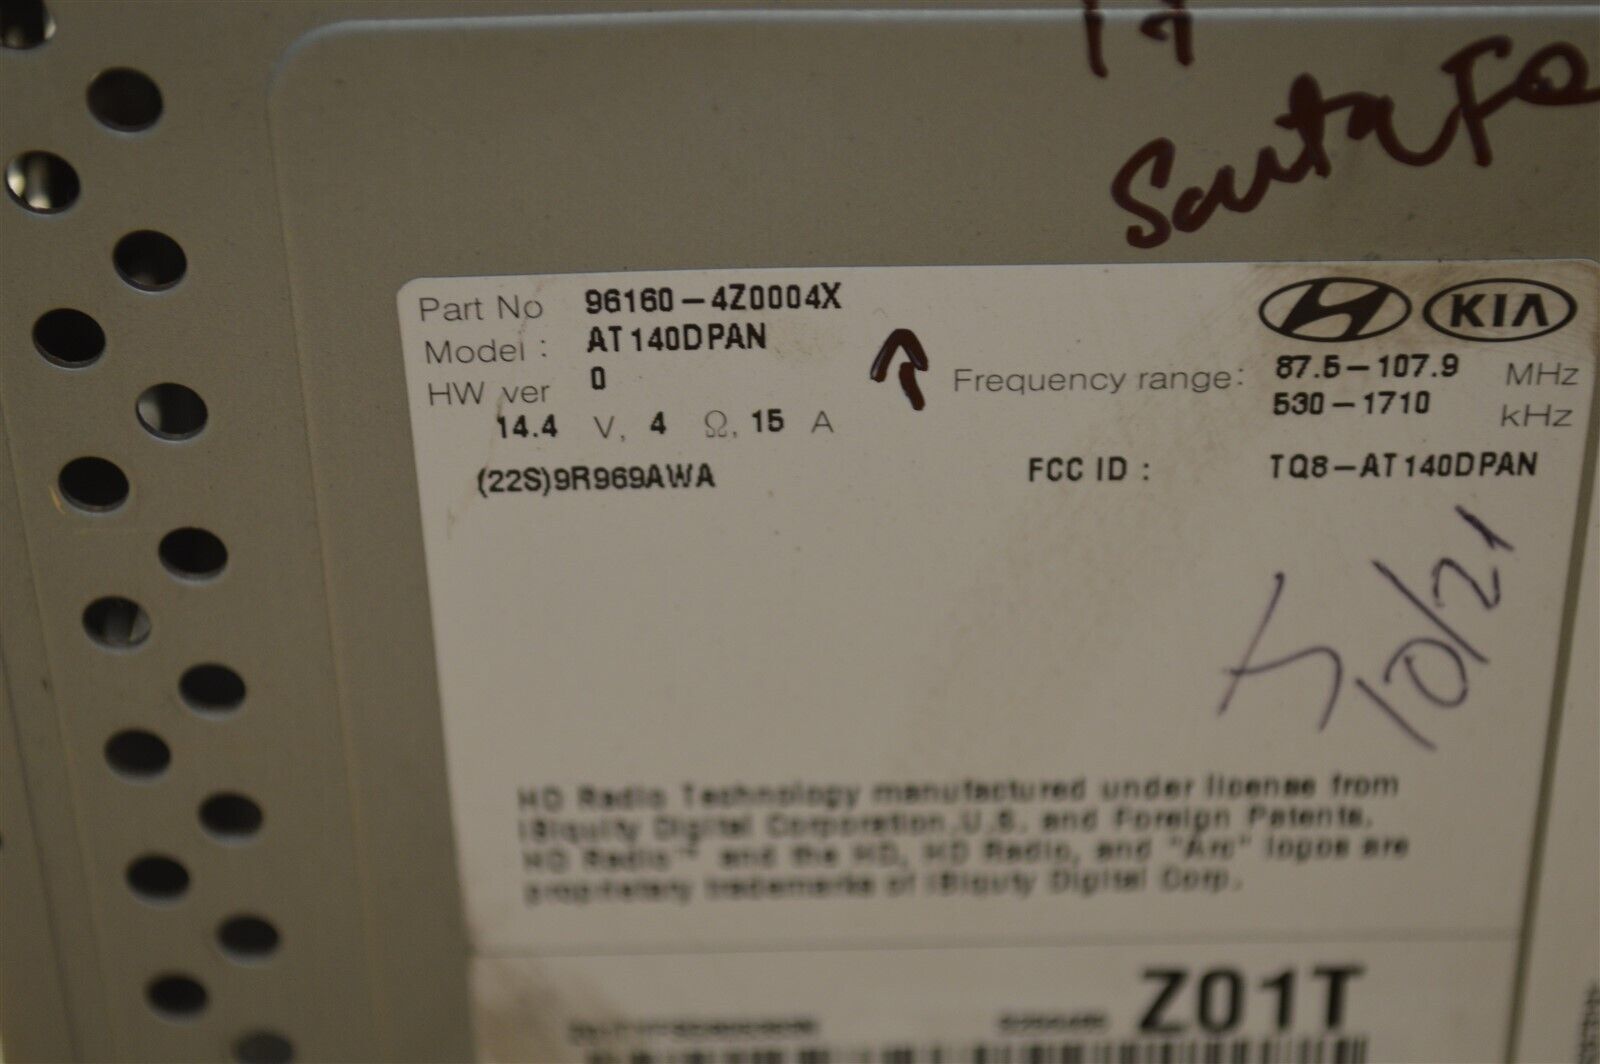 Santa Fe
Part No 96160-4Z0004X
Model : AT140DPAN
HW ver 0
14.4 V, 4 Ω, 15 A
(22S)9R969AWA
KIA
Frequency range: 87.5-107.9 MHz
530-1710 kHz
FCC ID : TQ8-AT140DPAN
10/21
HD Radio Technology manufactured under license from
iBiquity Digital Corporation.U.S. and Foreign Patents.
HD Radio™ and the HD, HD Radio, and "Arc" logos are
proprietary trademarks of iBiquty Digital Corp.
Z01T